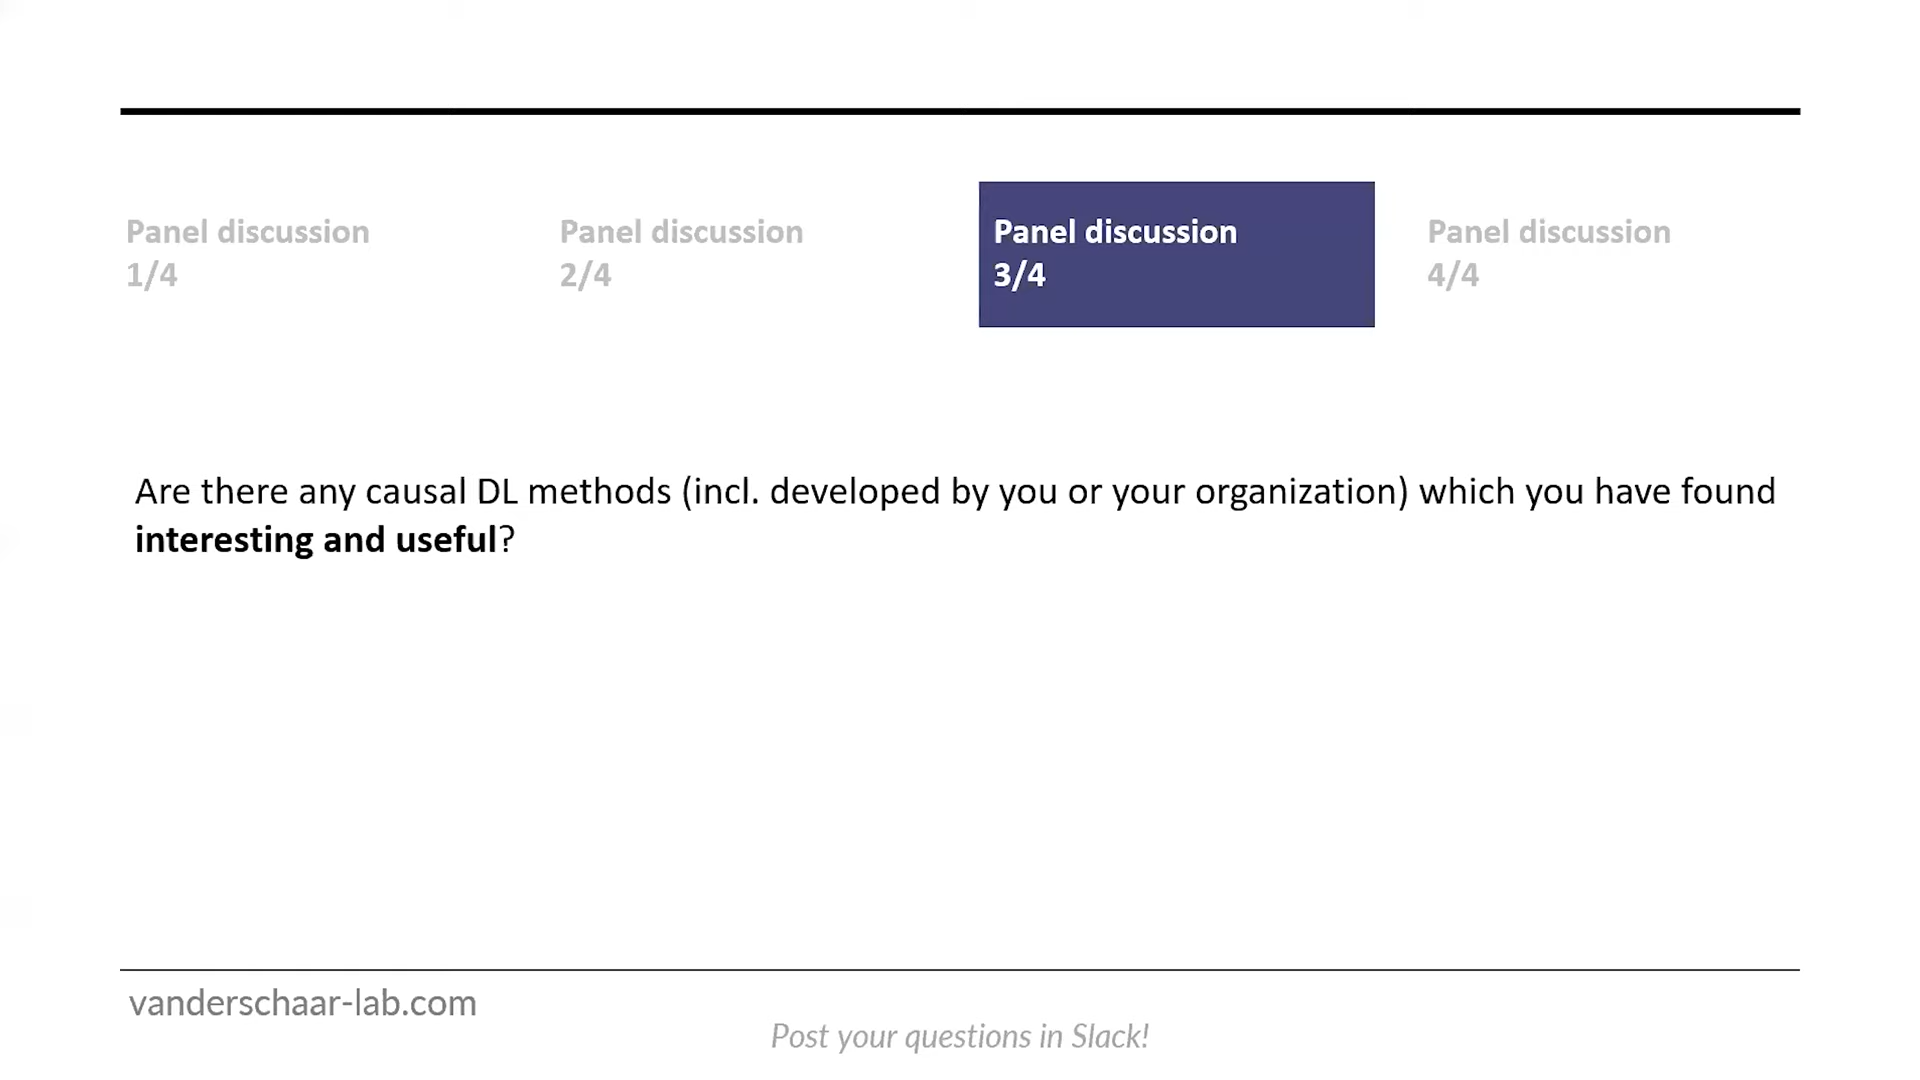 Panel discussion
1/4
Panel discussion
2/4
Panel discussion
3/4
Panel discussion
4/4
Are there any causal DL methods (incl. developed by you or your organization) which you have found
interesting and useful?
vanderschaar-lab.com
Post your questions in Slack!